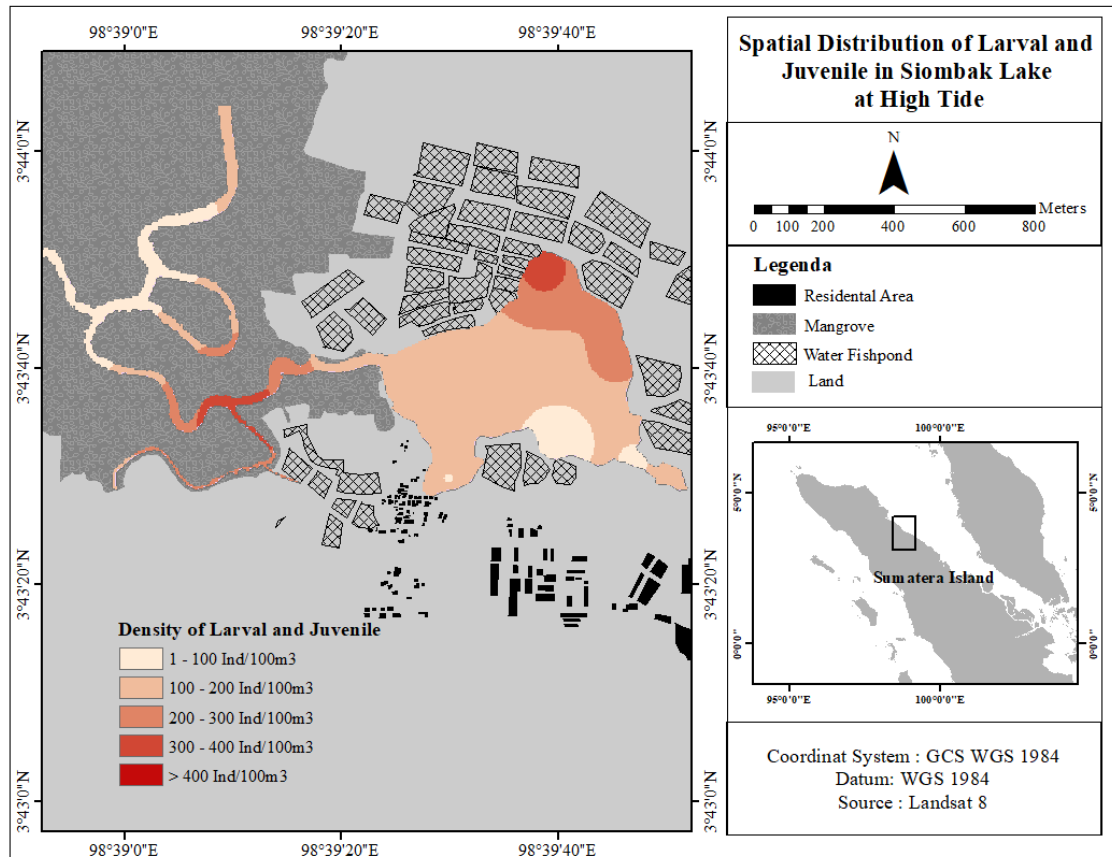 98°39'0"E 98°39'20"E 98°39'40"E
3°44'0"N
3°43'40"N
3°43'20"N
3°43'0"N
3°44'0"N
3°43'40"N
3°43'20"N
3°43'0"N
98°39'0"E 98°39'20"E 98°39'40"E
Density of Larval and Juvenile
1 - 100 Ind/100m3
100 - 200 Ind/100m3
200 - 300 Ind/100m3
300 - 400 Ind/100m3
> 400 Ind/100m3
Spatial Distribution of Larval and
Juvenile in Siombak Lake
at High Tide
N
Meters
0 100 200 400 600 800
Legenda
Residental Area
Mangrove
Water Fishpond
Land
95°0'0"E 100°0'0"E
5°0'0"N
0°0'0"
5°0'0"N
0°0'0"
Sumatera Island
95°0'0"E 100°0'0"E
Coordinat System : GCS WGS 1984
Datum: WGS 1984
Source : Landsat 8